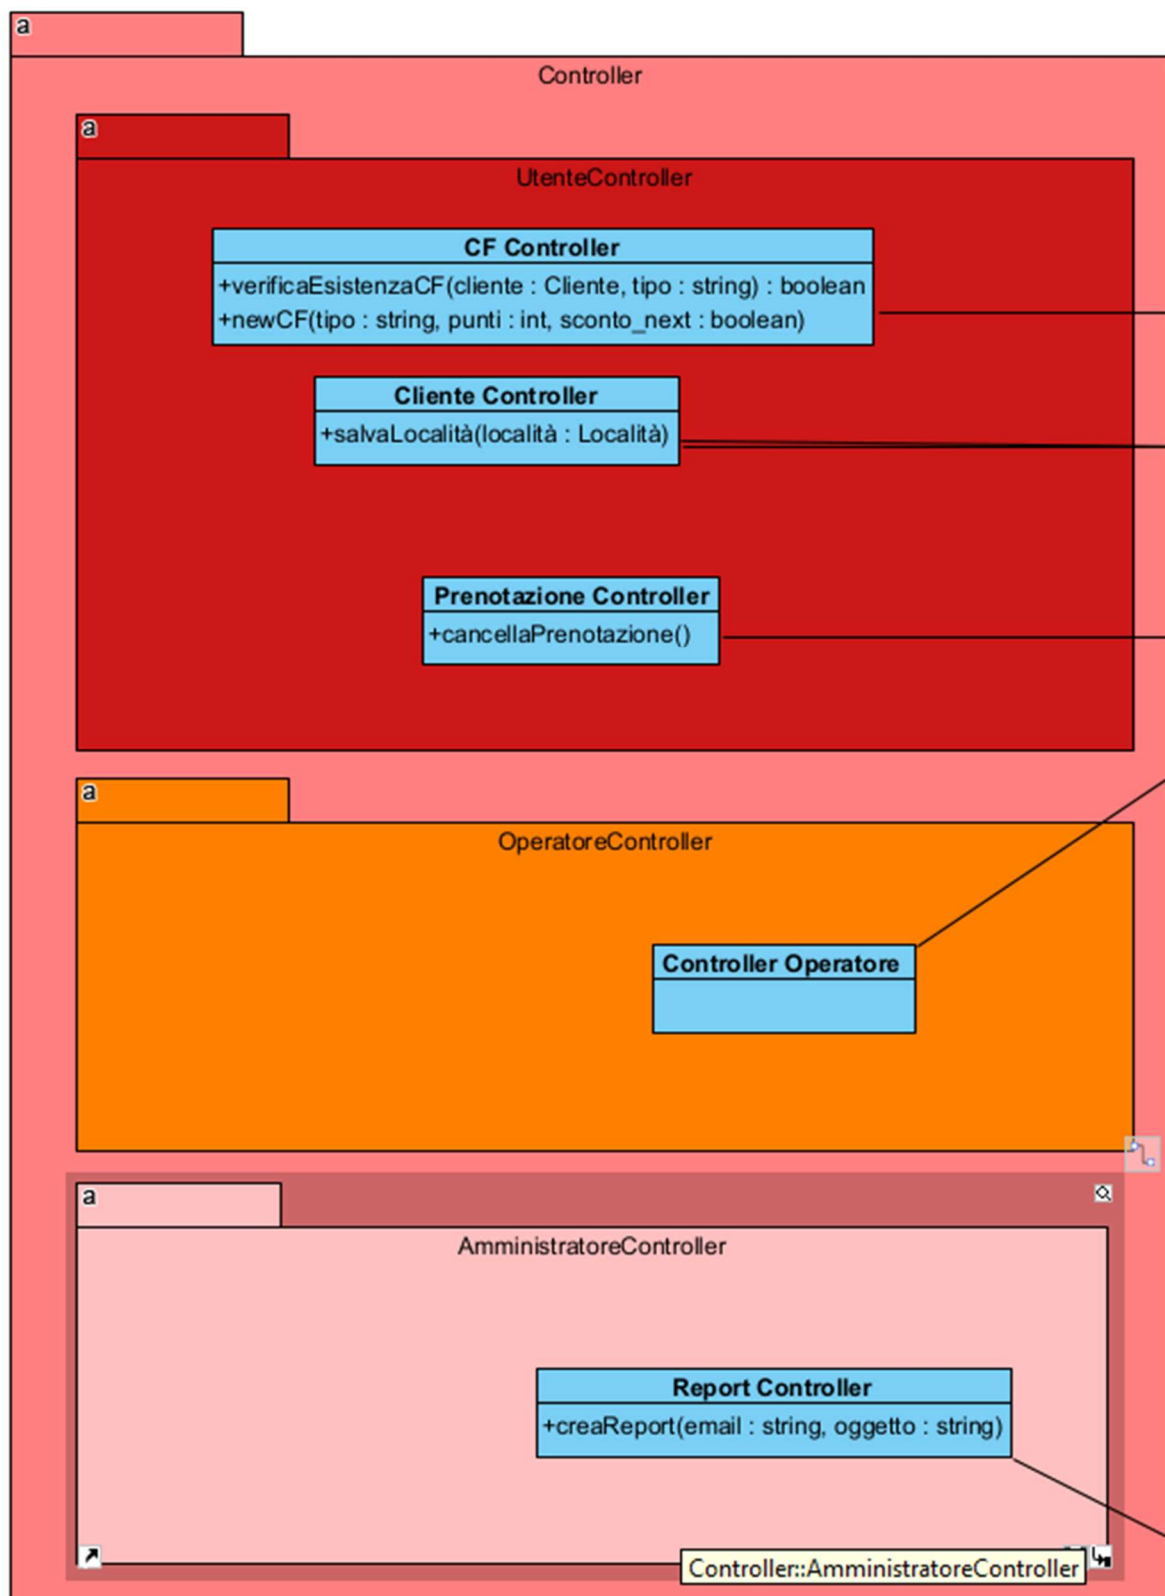 a
Controller
a
UtenteController
CF Controller
+verificaEsistenzaCF(cliente : Cliente, tipo : string) : boolean
+newCF(tipo : string, punti : int, sconto_next : boolean)
Cliente Controller
+salvaLocalità(località : Località)
Prenotazione Controller
+cancellaPrenotazione()
a
OperatoreController
Controller Operatore
a
AmministratoreController
Report Controller
+creaReport(email : string, oggetto : string)
Controller::AmministratoreController